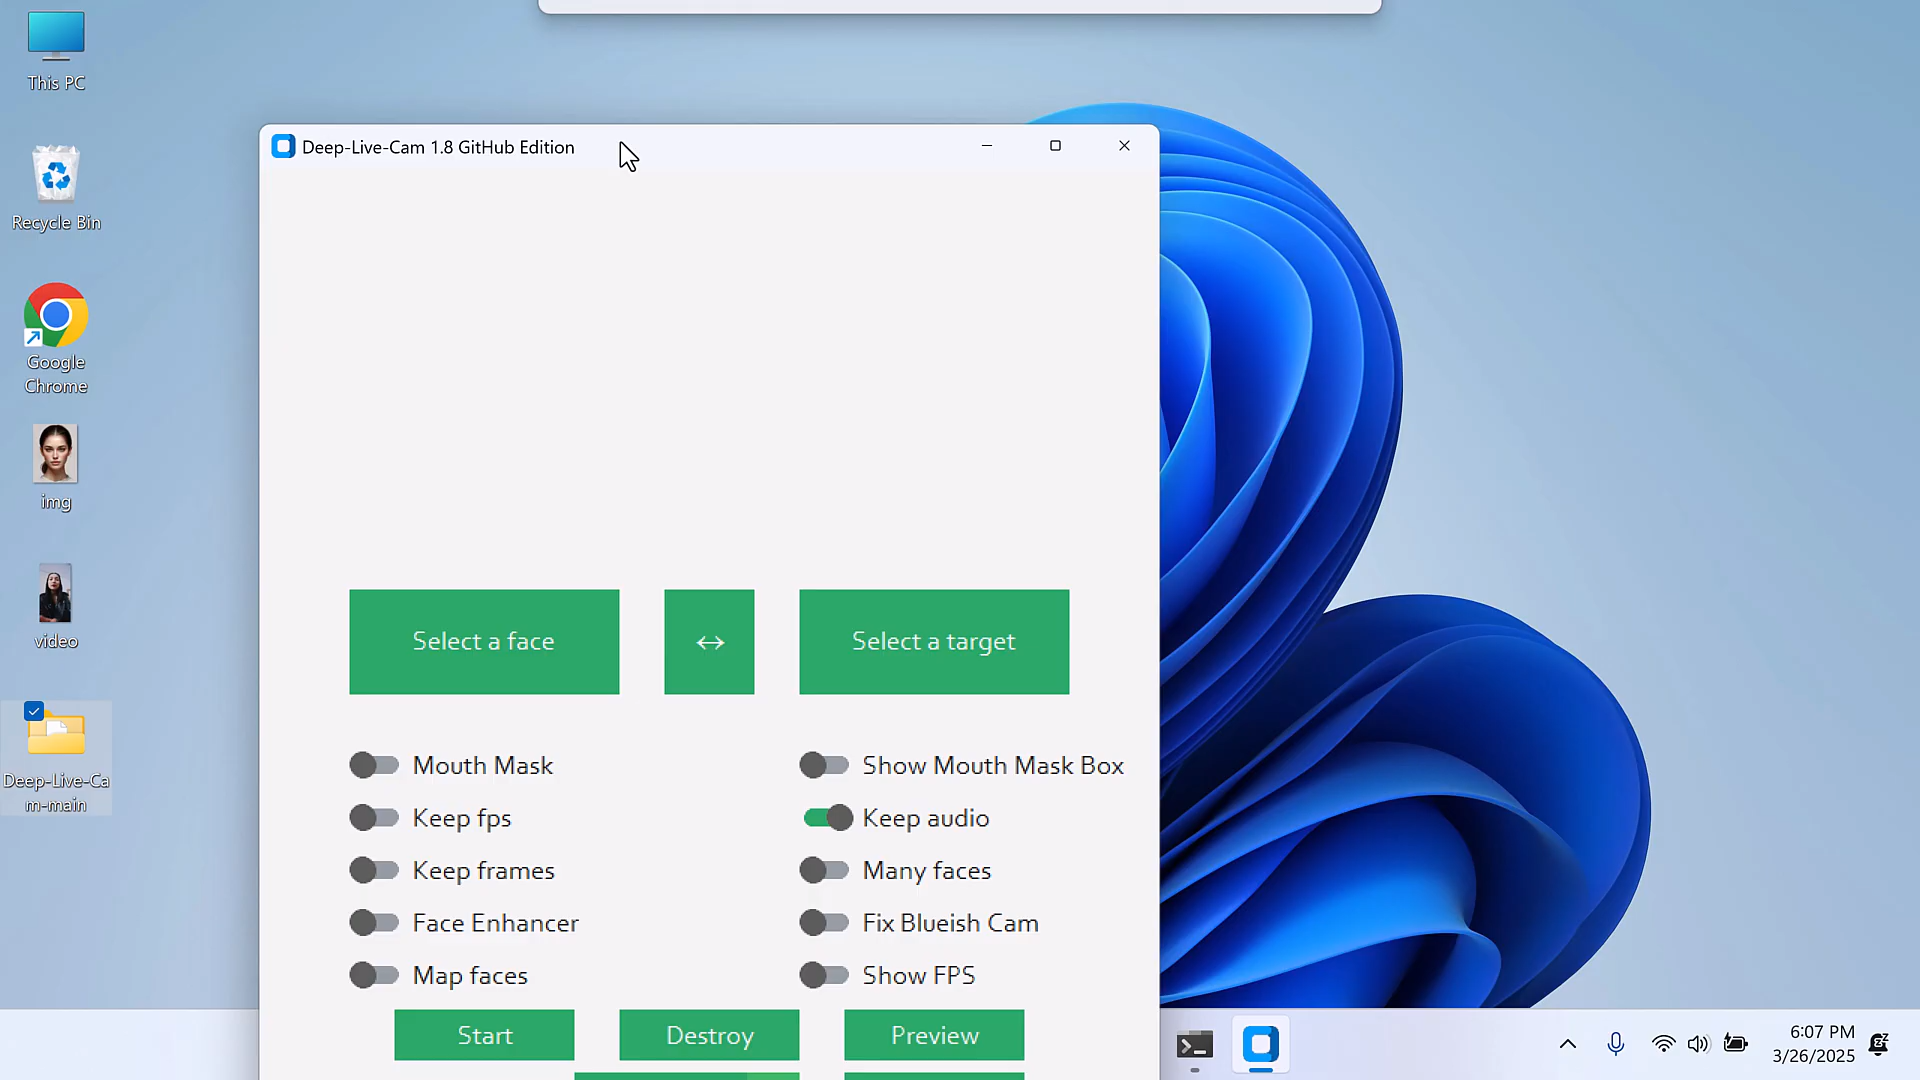 This PC
Recycle Bin
Google
Chrome
img
video
Deep-Live-Ca
m-main
Deep-Live-Cam 1.8 GitHub Edition
Select a face
↔
Select a target
Mouth Mask
Show Mouth Mask Box
Keep fps
Keep audio
Keep frames
Many faces
Face Enhancer
Fix Blueish Cam
Map faces
Show FPS
Start
Destroy
Preview
6:07 PM
3/26/2025